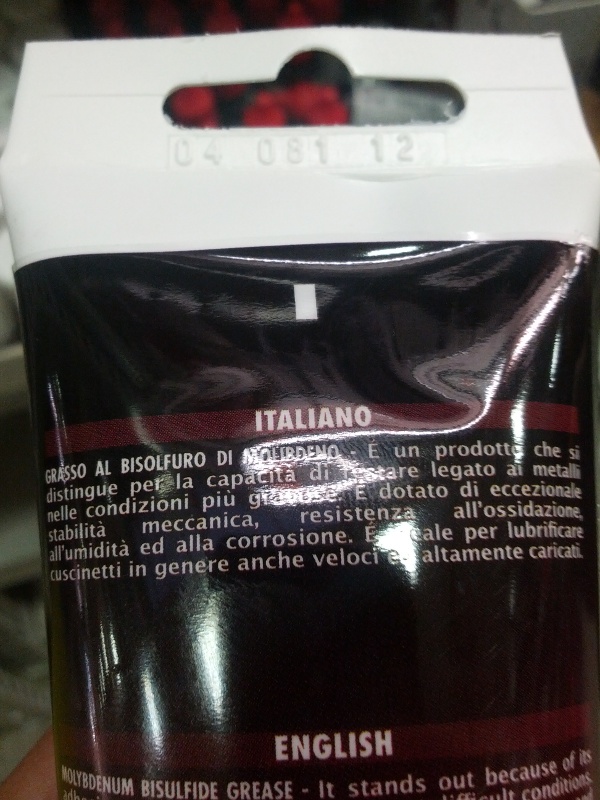 04 081 12
ITALIANO
GRASSO AL BISOLFURO DI MOLIBDENO - È un prodotto che si
distingue per la capacità di restare legato ai metalli
nelle condizioni più gravose. È dotato di eccezionale
stabilità meccanica, resistenza all'ossidazione,
all'umidità ed alla corrosione. È ideale per lubrificare
cuscinetti in genere anche veloci ed altamente caricati.
ENGLISH
MOLYBDENUM BISULFIDE GREASE - It stands out because of its
difficult conditions.